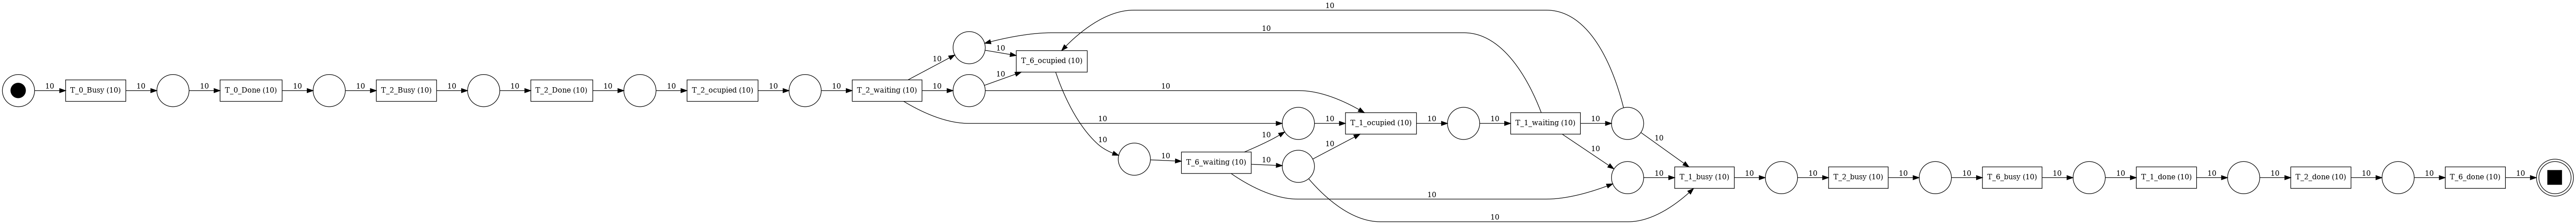 10
10
T_0_Busy (10)
10
10
T_0_Done (10)
10
10
T_2_Busy (10)
10
10
T_2_Done (10)
10
10
T_2_ocupied (10)
10
10
T_2_waiting (10)
10
10
10
10
10
10
T_6_ocupied (10)
10
10
10
T_6_waiting (10)
10
10
10
10
10
10
T_1_ocupied (10)
10
10
T_1_waiting (10)
10
10
10
10
10
T_1_busy (10)
10
10
T_2_busy (10)
10
10
T_6_busy (10)
10
10
T_1_done (10)
10
10
T_2_done (10)
10
10
T_6_done (10)
10